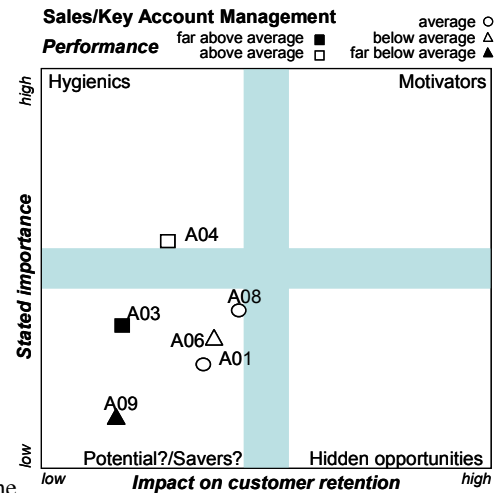 Sales/Key Account Management
Performance
far above average ■
above average □
average ○
below average △
far below average ▲
high
Hygienics
Motivators
Stated importance
A04
A08
A03
A06
A01
A09
low
Potential?/Savers?
Hidden opportunities
low
Impact on customer retention
high
ne